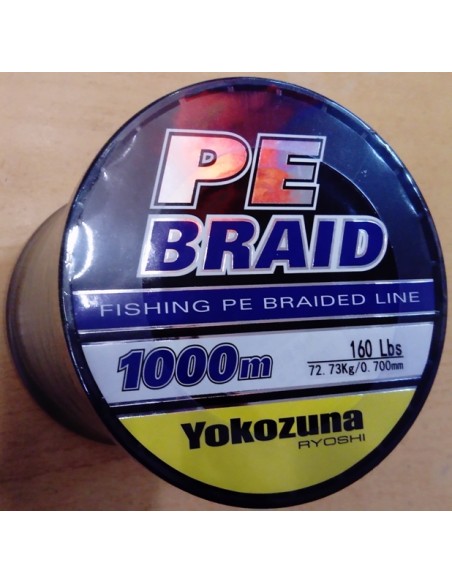 PE
BRAID
FISHING PE BRAIDED LINE
1000m
160 Lbs
72.73Kg/0.700mm
Yokozuna
RYOSHI